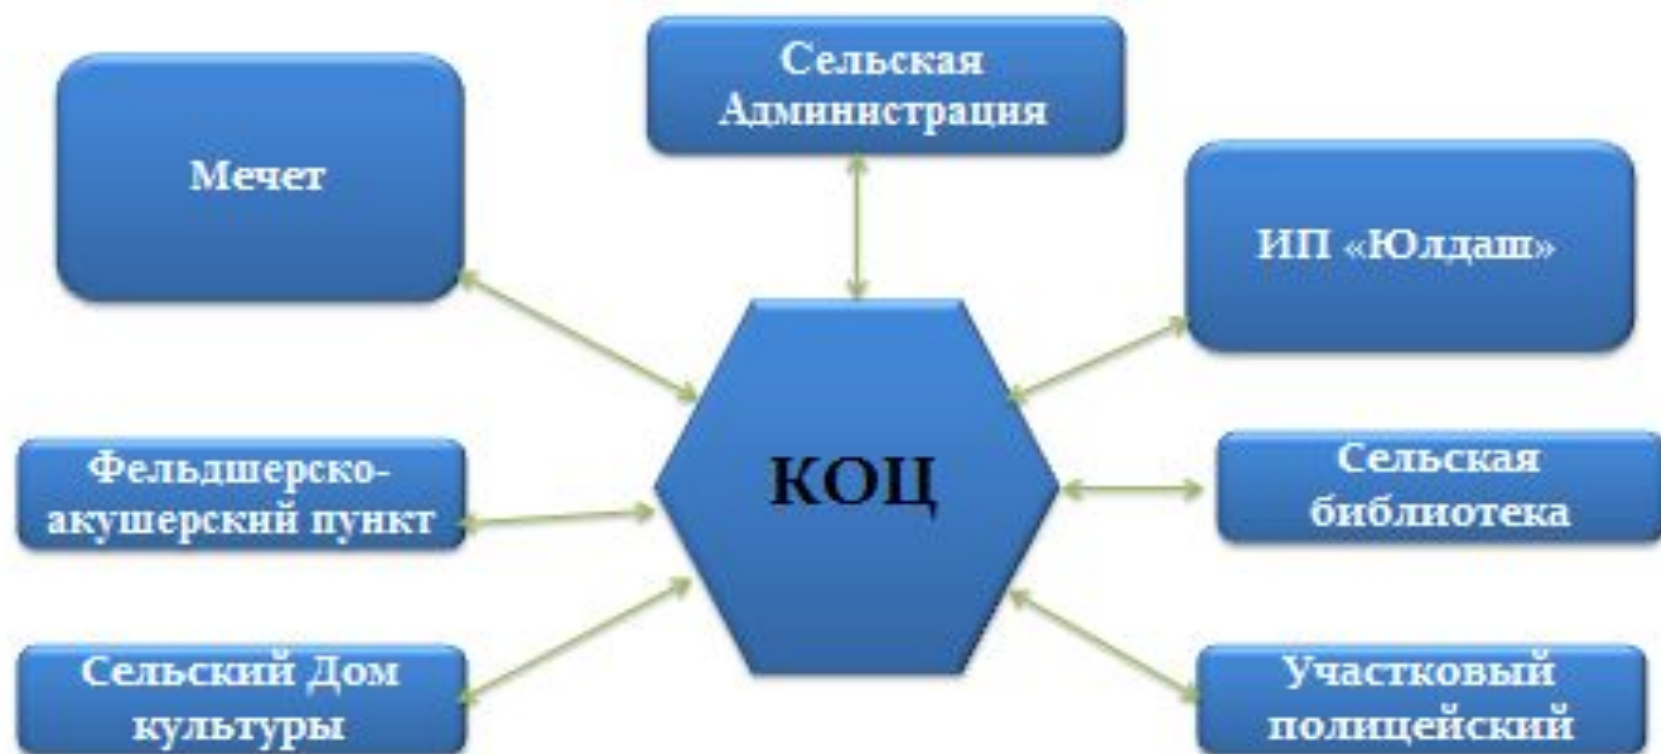 Сельская
Администрация
Мечет
ИП «Юлдаш»
КОЦ
Фельдшерско-
акушерский пункт
Сельская
библиотека
Сельский Дом
культуры
Участковый
полицейский